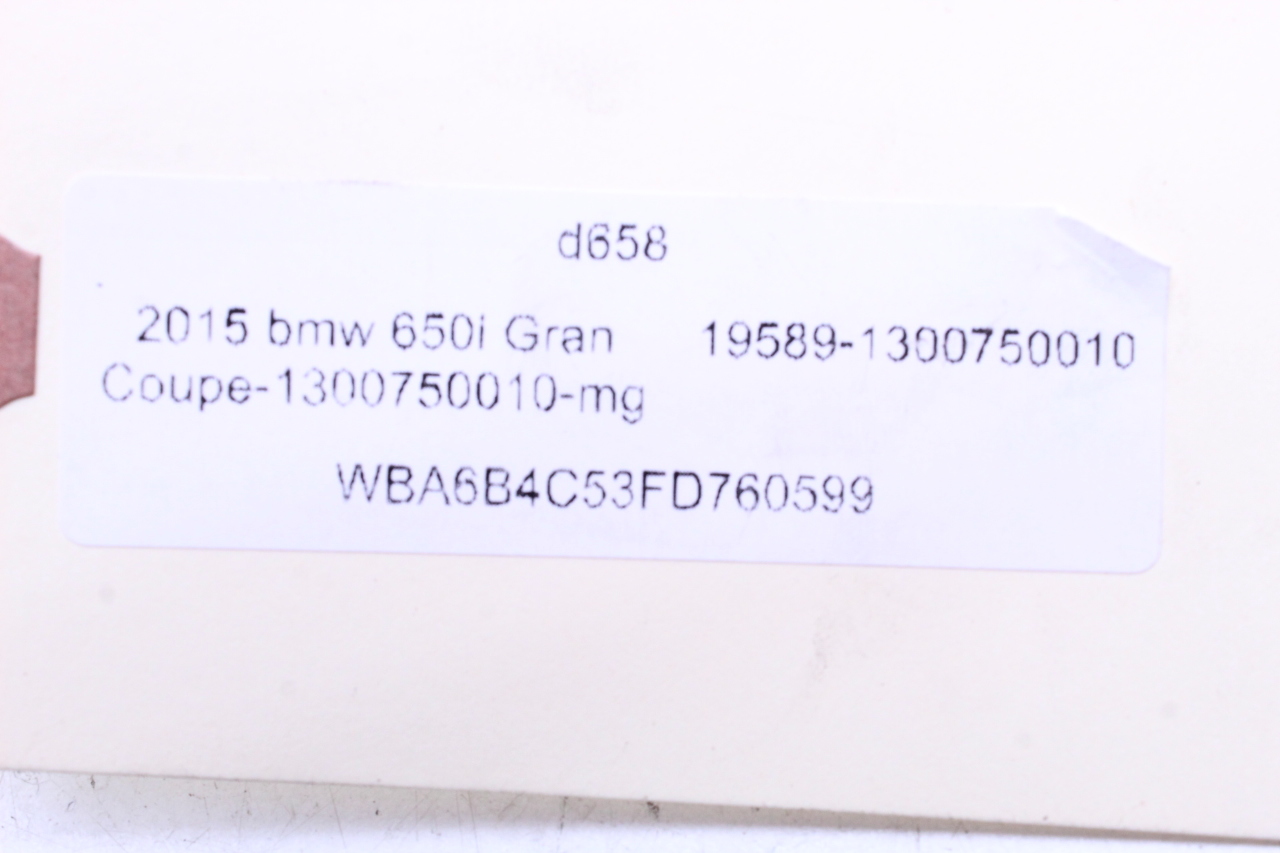 d658
2015 bmw 650i Gran
Coupe-1300750010-mg
19589-1300750010
WBA6B4C53FD760599